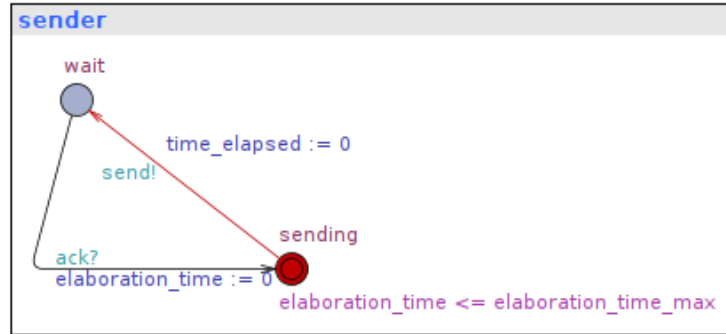 sender
wait
time_elapsed := 0
send!
sending
ack?
elaboration_time := 0
elaboration_time <= elaboration_time_max